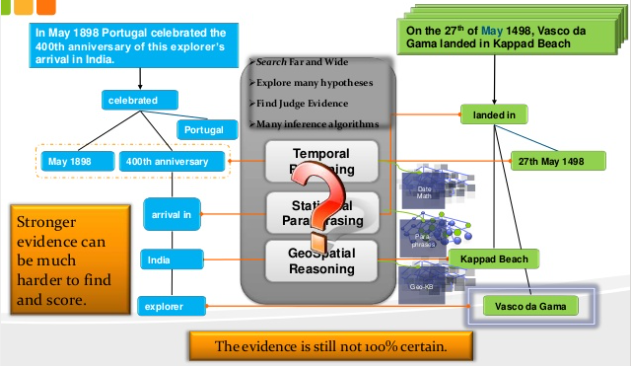 In May 1898 Portugal celebrated the
400th anniversary of this explorer's
arrival in India.
On the 27th of May 1498, Vasco da
Gama landed in Kappad Beach
Search Far and Wide
Explore many hypotheses
Find Judge Evidence
Many inference algorithms
celebrated
Portugal
May 1898
400th anniversary
arrival in
India
explorer
Temporal
Reasoning
Statistical
Paraphrasing
GeoSpatial
Reasoning
?
Date
Math
Para
phrases
Geo-KB
landed in
27th May 1498
Kappad Beach
Vasco da Gama
Stronger
evidence can
be much
harder to find
and score.
The evidence is still not 100% certain.